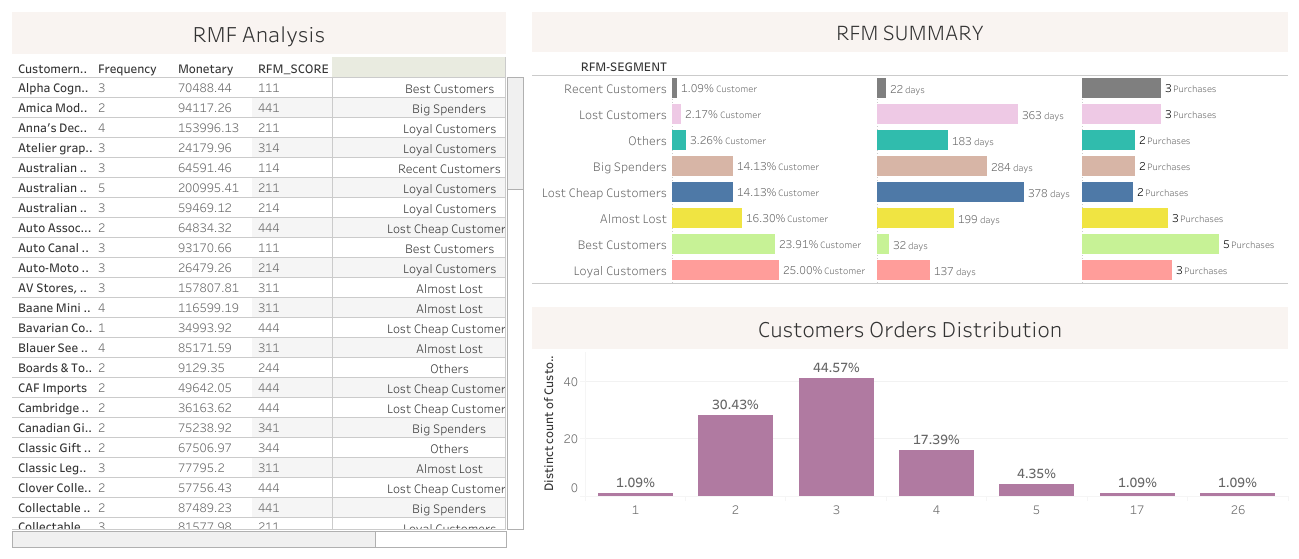 RMF Analysis
Customern.. Frequency Monetary RFM_SCORE
Alpha Cogn.. 3 70488.44 111 Best Customers
Amica Mod.. 2 94117.26 441 Big Spenders
Anna's Dec.. 4 153996.13 211 Loyal Customers
Atelier grap.. 3 24179.96 314 Loyal Customers
Australian .. 3 64591.46 114 Recent Customers
Australian .. 5 200995.41 211 Loyal Customers
Australian .. 3 59469.12 214 Loyal Customers
Auto Assoc.. 2 64834.32 444 Lost Cheap Customer
Auto Canal .. 3 93170.66 111 Best Customers
Auto-Moto .. 3 26479.26 214 Loyal Customers
AV Stores, .. 3 157807.81 311 Almost Lost
Baane Mini .. 4 116599.19 311 Almost Lost
Bavarian Co.. 1 34993.92 444 Lost Cheap Customer
Blauer See .. 4 85171.59 311 Almost Lost
Boards & To.. 2 9129.35 244 Others
CAF Imports 2 49642.05 444 Lost Cheap Customer
Cambridge .. 2 36163.62 444 Lost Cheap Customer
Canadian Gi.. 2 75238.92 341 Big Spenders
Classic Gift .. 2 67506.97 344 Others
Classic Leg.. 3 77795.2 311 Almost Lost
Clover Colle.. 2 57756.43 444 Lost Cheap Customer
Collectable .. 2 87489.23 441 Big Spenders
Collectable 3 81577.98 211 Loyal Customers
RFM SUMMARY
RFM-SEGMENT
Recent Customers 1.09% Customer 22 days 3 Purchases
Lost Customers 2.17% Customer 363 days 3 Purchases
Others 3.26% Customer 183 days 2 Purchases
Big Spenders 14.13% Customer 284 days 2 Purchases
Lost Cheap Customers 14.13% Customer 378 days 2 Purchases
Almost Lost 16.30% Customer 199 days 3 Purchases
Best Customers 23.91% Customer 32 days 5 Purchases
Loyal Customers 25.00% Customer 137 days 3 Purchases
Customers Orders Distribution
Distinct count of Custo..
40
20
0
1.09% 30.43% 44.57% 17.39% 4.35% 1.09% 1.09%
1 2 3 4 5 17 26